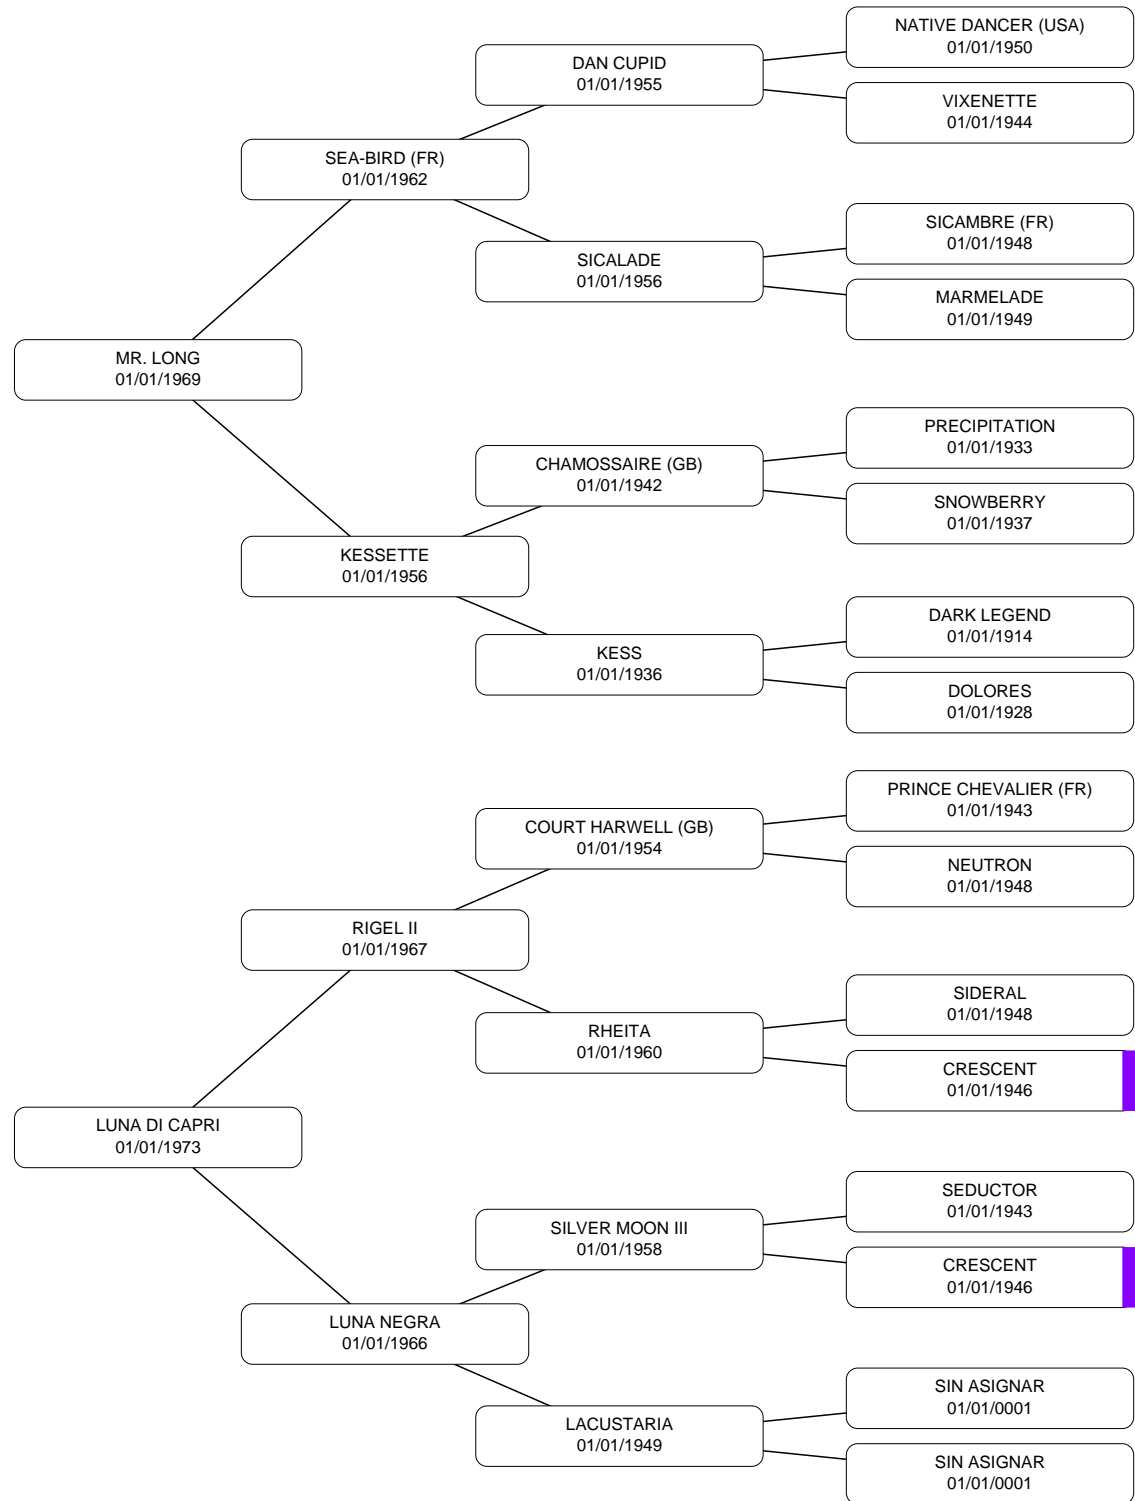 NATIVE DANCER (USA)
01/01/1950
DAN CUPID
01/01/1955
VIXENETTE
01/01/1944
SEA-BIRD (FR)
01/01/1962
SICAMBRE (FR)
01/01/1948
SICALADE
01/01/1956
MARMELADE
01/01/1949
MR. LONG
01/01/1969
PRECIPITATION
01/01/1933
CHAMOSSAIRE (GB)
01/01/1942
SNOWBERRY
01/01/1937
KESSETTE
01/01/1956
DARK LEGEND
01/01/1914
KESS
01/01/1936
DOLORES
01/01/1928
PRINCE CHEVALIER (FR)
01/01/1943
COURT HARWELL (GB)
01/01/1954
NEUTRON
01/01/1948
RIGEL II
01/01/1967
SIDERAL
01/01/1948
RHEITA
01/01/1960
CRESCENT
01/01/1946
LUNA DI CAPRI
01/01/1973
SEDUCTOR
01/01/1943
SILVER MOON III
01/01/1958
CRESCENT
01/01/1946
LUNA NEGRA
01/01/1966
SIN ASIGNAR
01/01/0001
LACUSTARIA
01/01/1949
SIN ASIGNAR
01/01/0001